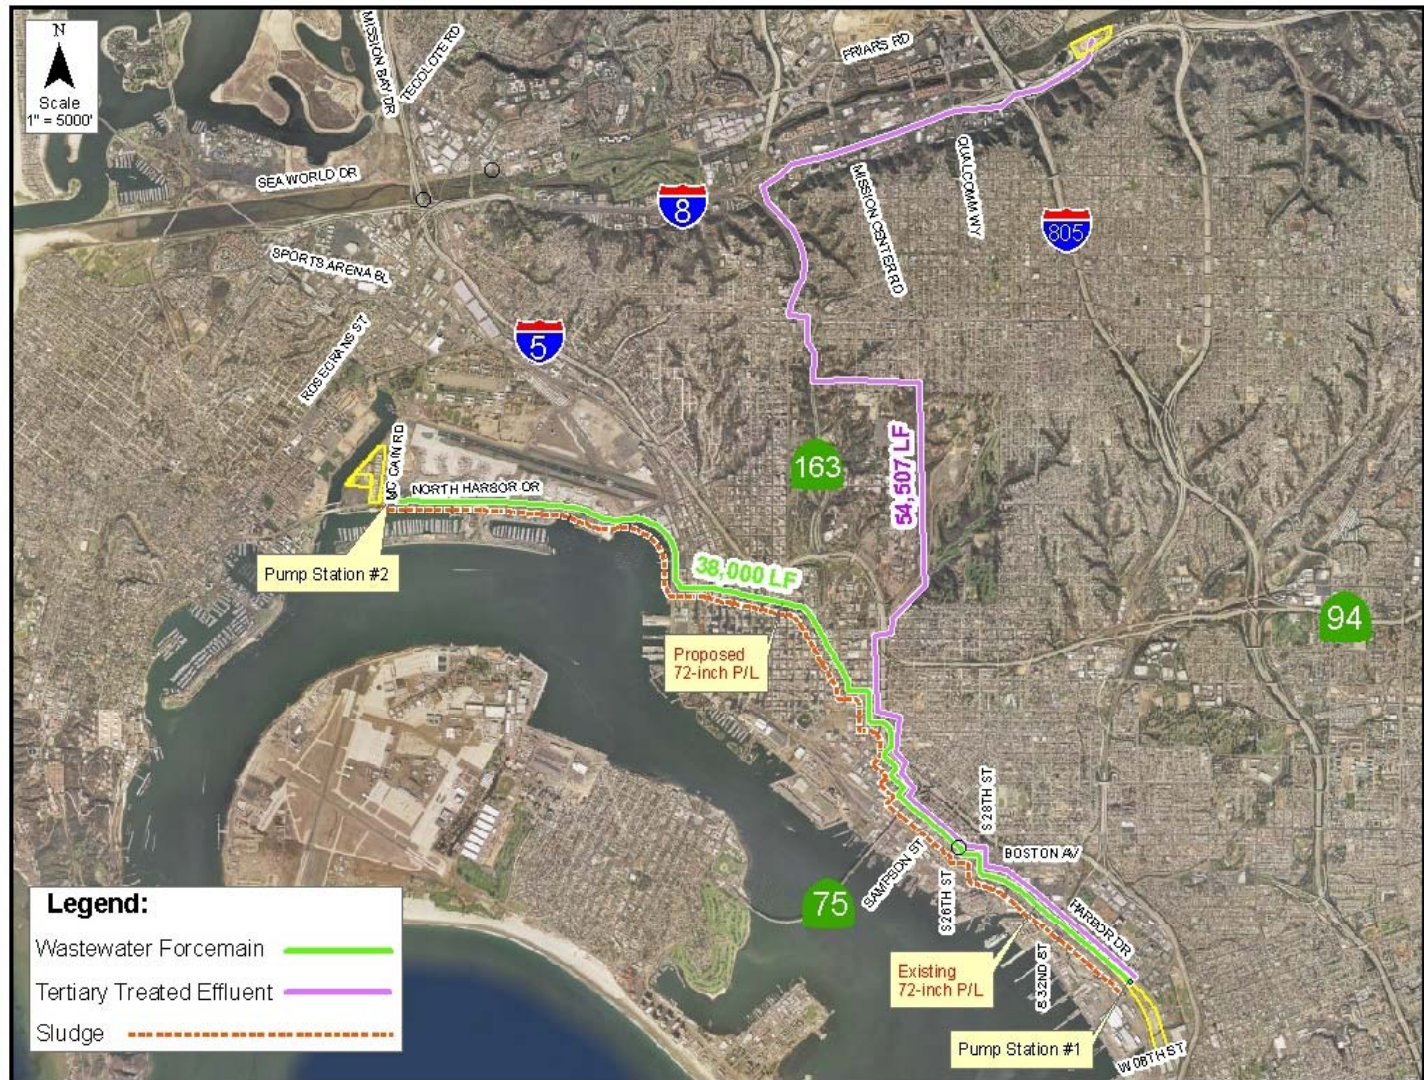 N
Scale
1" = 5000'
MISSION BAY DR
TECOLOTE RD
FRIARS RD
SEA WORLD DR
8
MISSION CENTER RD
QUALCOMM WY
805
SPORTS ARENA BL
5
ROSECRANS ST
163
54,507 LF
MC CAIN RD
NORTH HARBOR DR
Pump Station #2
38,000 LF
94
Proposed
72-inch P/L
S 28TH ST
BOSTON AV
SAMPSON ST
S 26TH ST
75
HARBOR DR
Existing
72-inch P/L
S 32ND ST
Pump Station #1
W 08TH ST
Legend:
Wastewater Forcemain
Tertiary Treated Effluent
Sludge